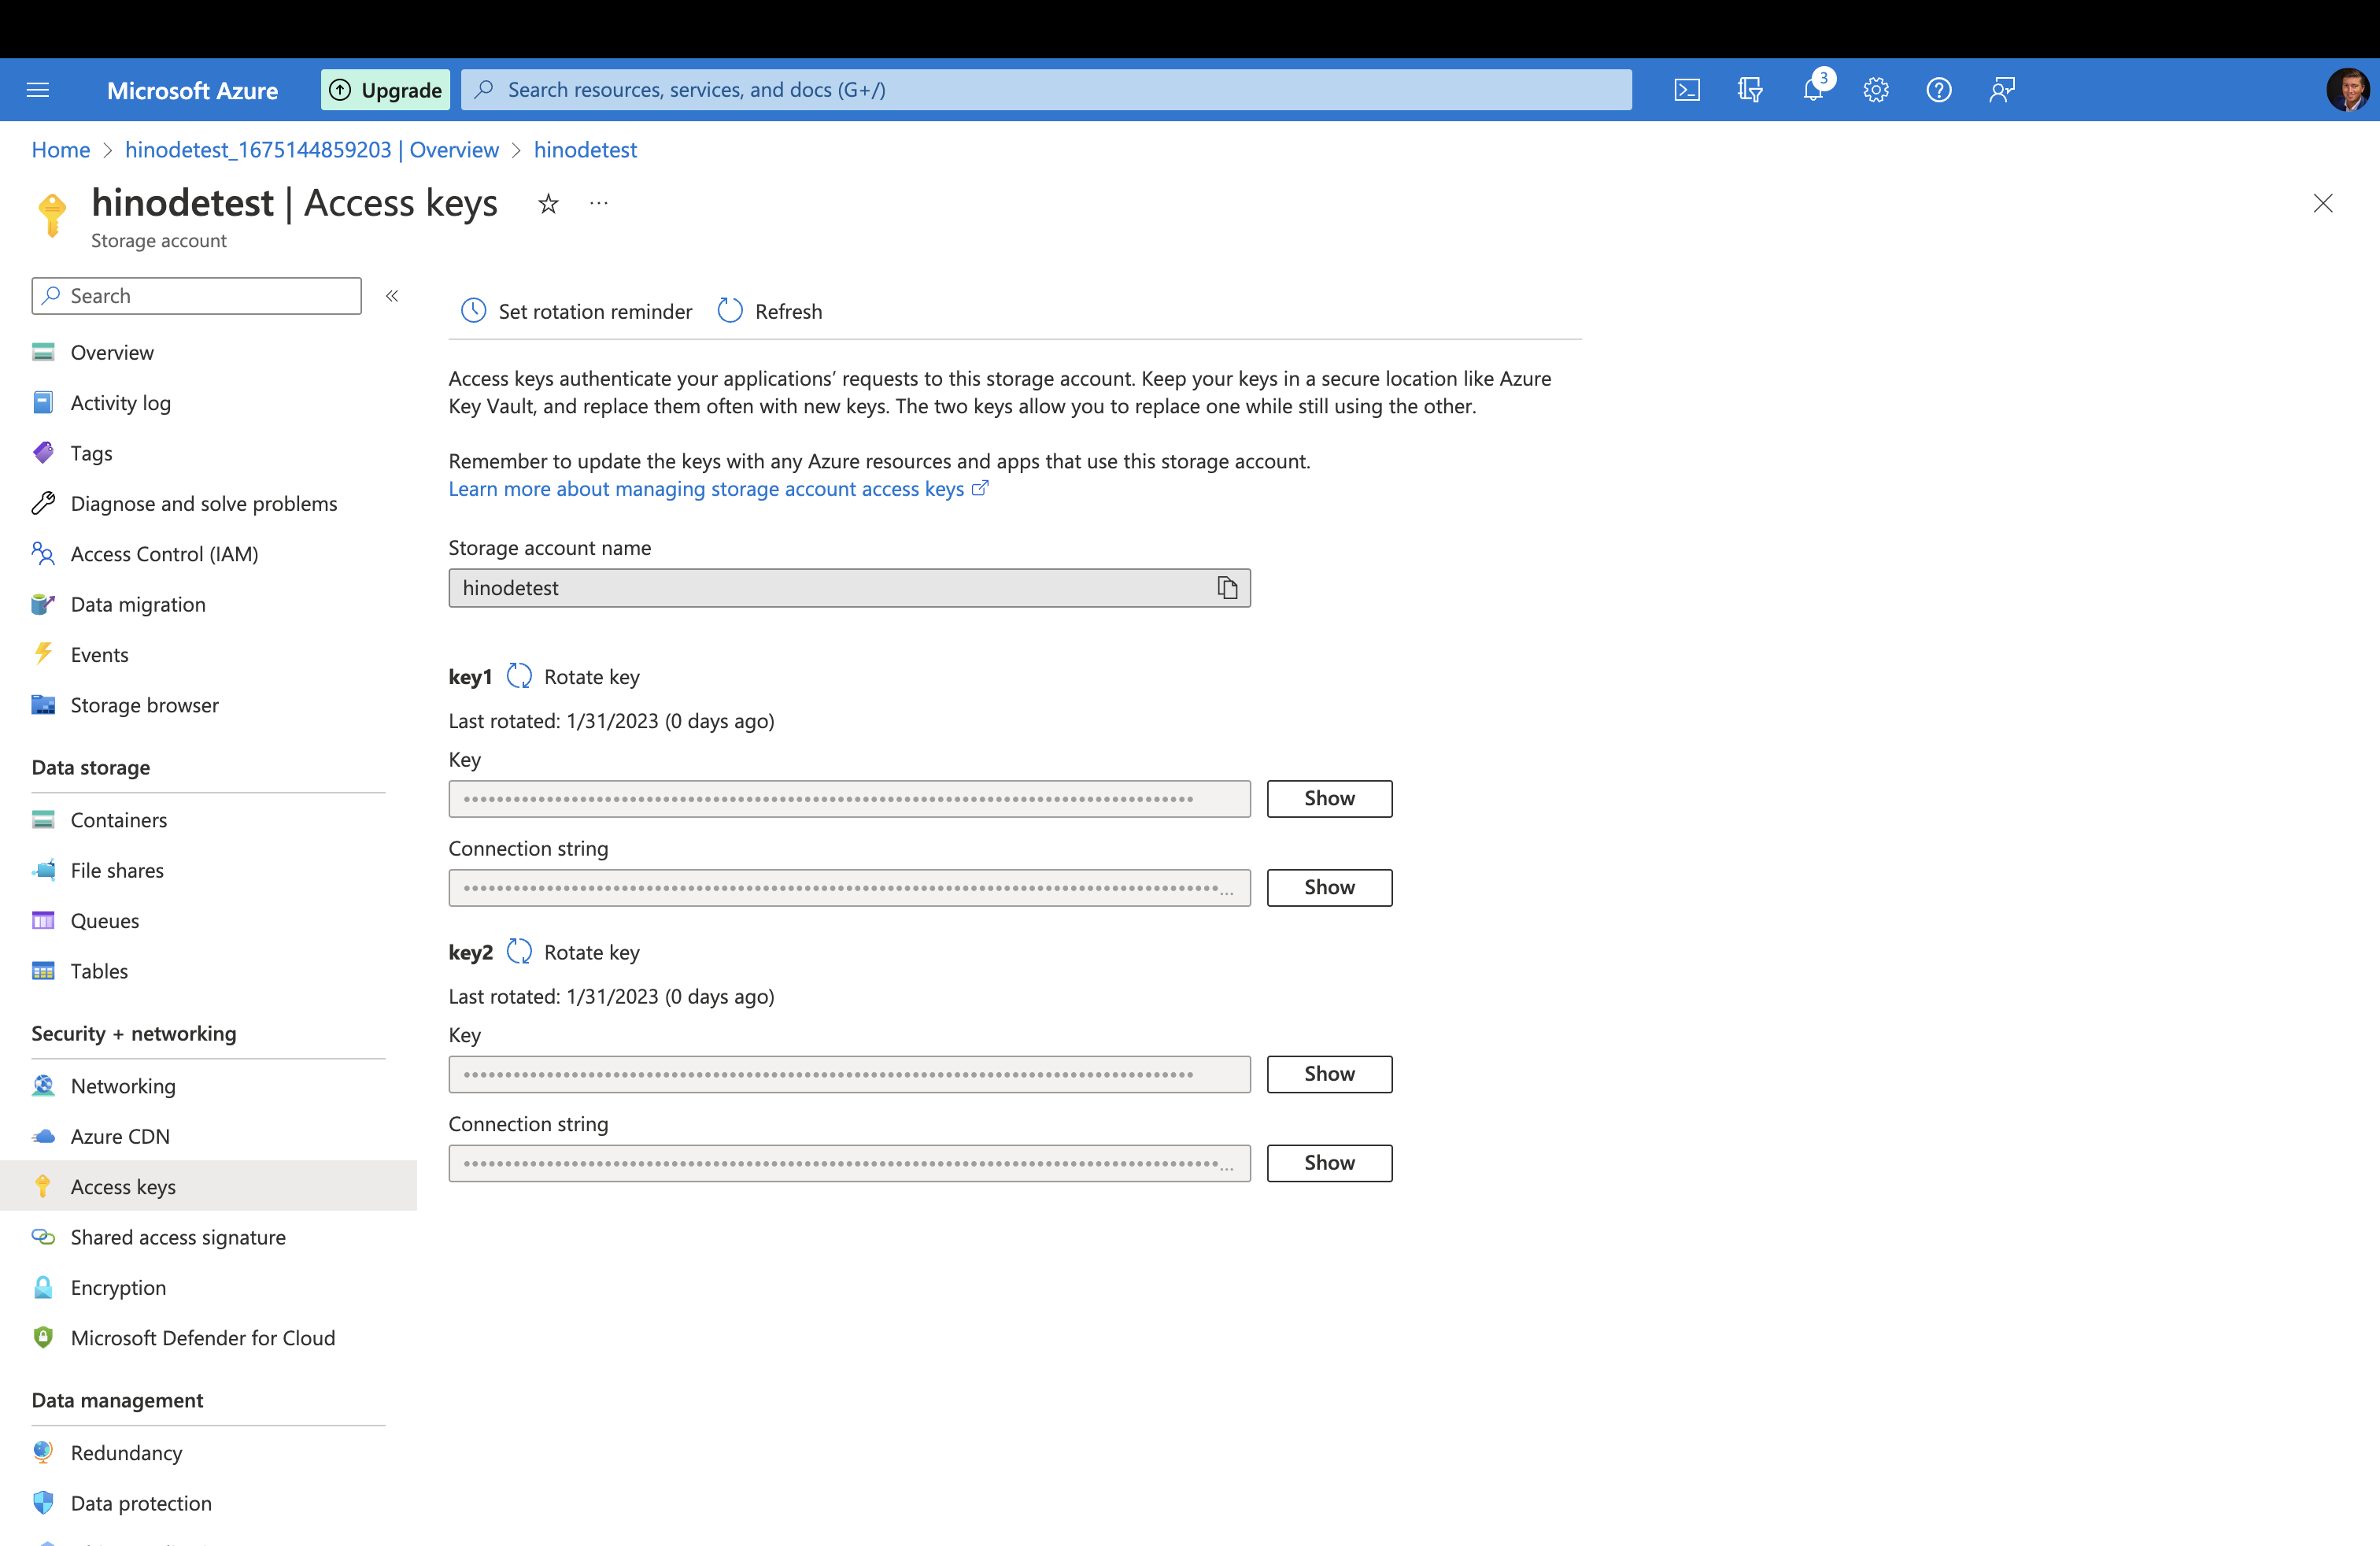 Microsoft Azure
Upgrade
Search resources, services, and docs (G+/)
3
Home > hinodetest_1675144859203 | Overview > hinodetest
hinodetest | Access keys
Storage account
Search
Overview
Activity log
Tags
Diagnose and solve problems
Access Control (IAM)
Data migration
Events
Storage browser
Data storage
Containers
File shares
Queues
Tables
Security + networking
Networking
Azure CDN
Access keys
Shared access signature
Encryption
Microsoft Defender for Cloud
Data management
Redundancy
Data protection
Set rotation reminder
Refresh
Access keys authenticate your applications’ requests to this storage account. Keep your keys in a secure location like Azure
Key Vault, and replace them often with new keys. The two keys allow you to replace one while still using the other.
Remember to update the keys with any Azure resources and apps that use this storage account.
Learn more about managing storage account access keys
Storage account name
hinodetest
key1 Rotate key
Last rotated: 1/31/2023 (0 days ago)
Key
Show
Connection string
Show
key2 Rotate key
Last rotated: 1/31/2023 (0 days ago)
Key
Show
Connection string
Show